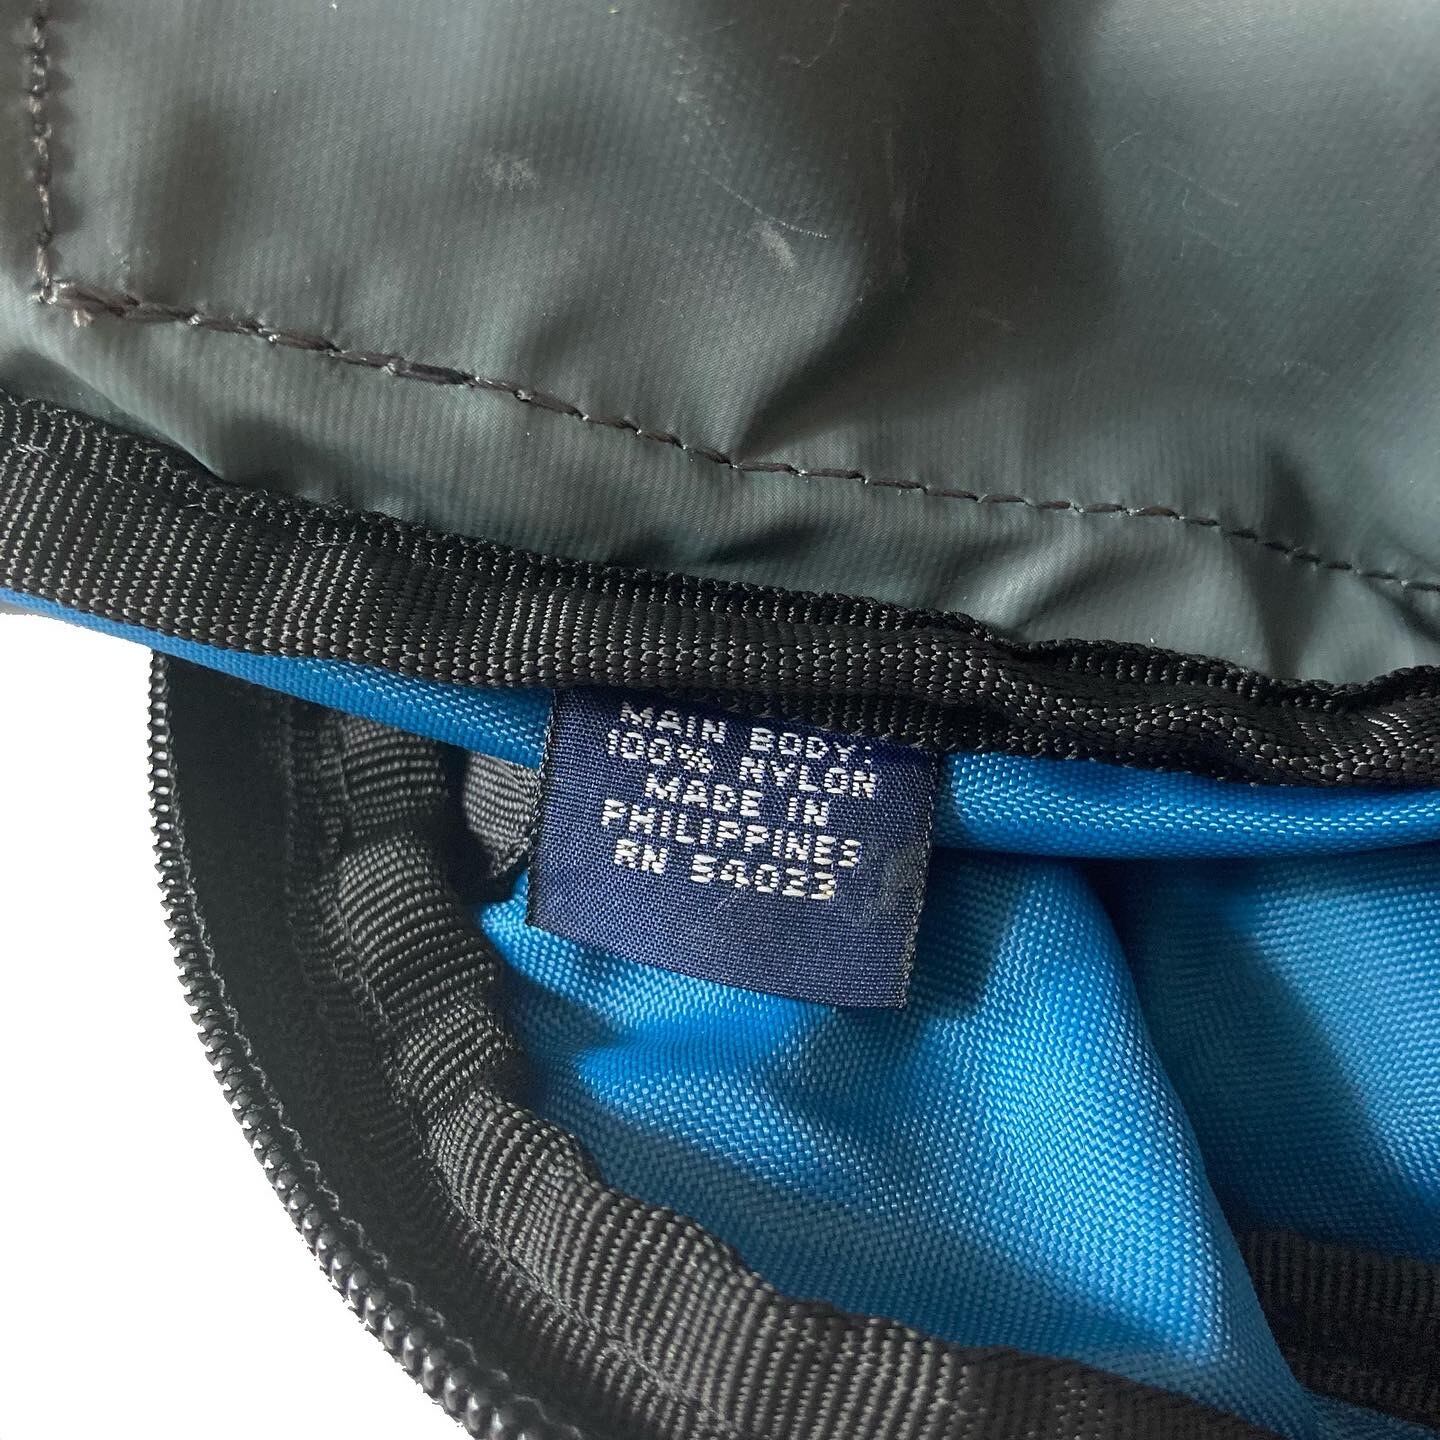 MAIN BODY:
100% NYLON
MADE IN
PHILIPPINES
RN 54023